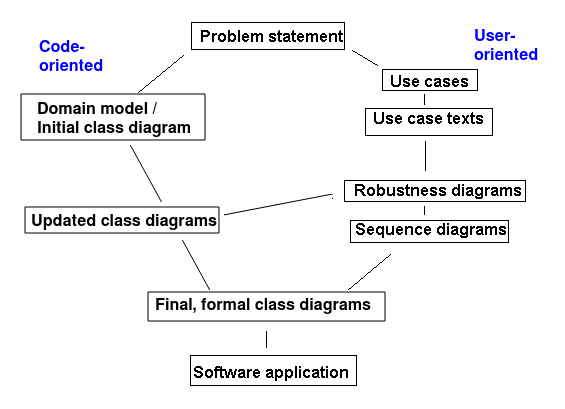 Problem statement
Code-
oriented
User-
oriented
Use cases
Domain model /
Initial class diagram
Use case texts
Robustness diagrams
Updated class diagrams
Sequence diagrams
Final, formal class diagrams
Software application